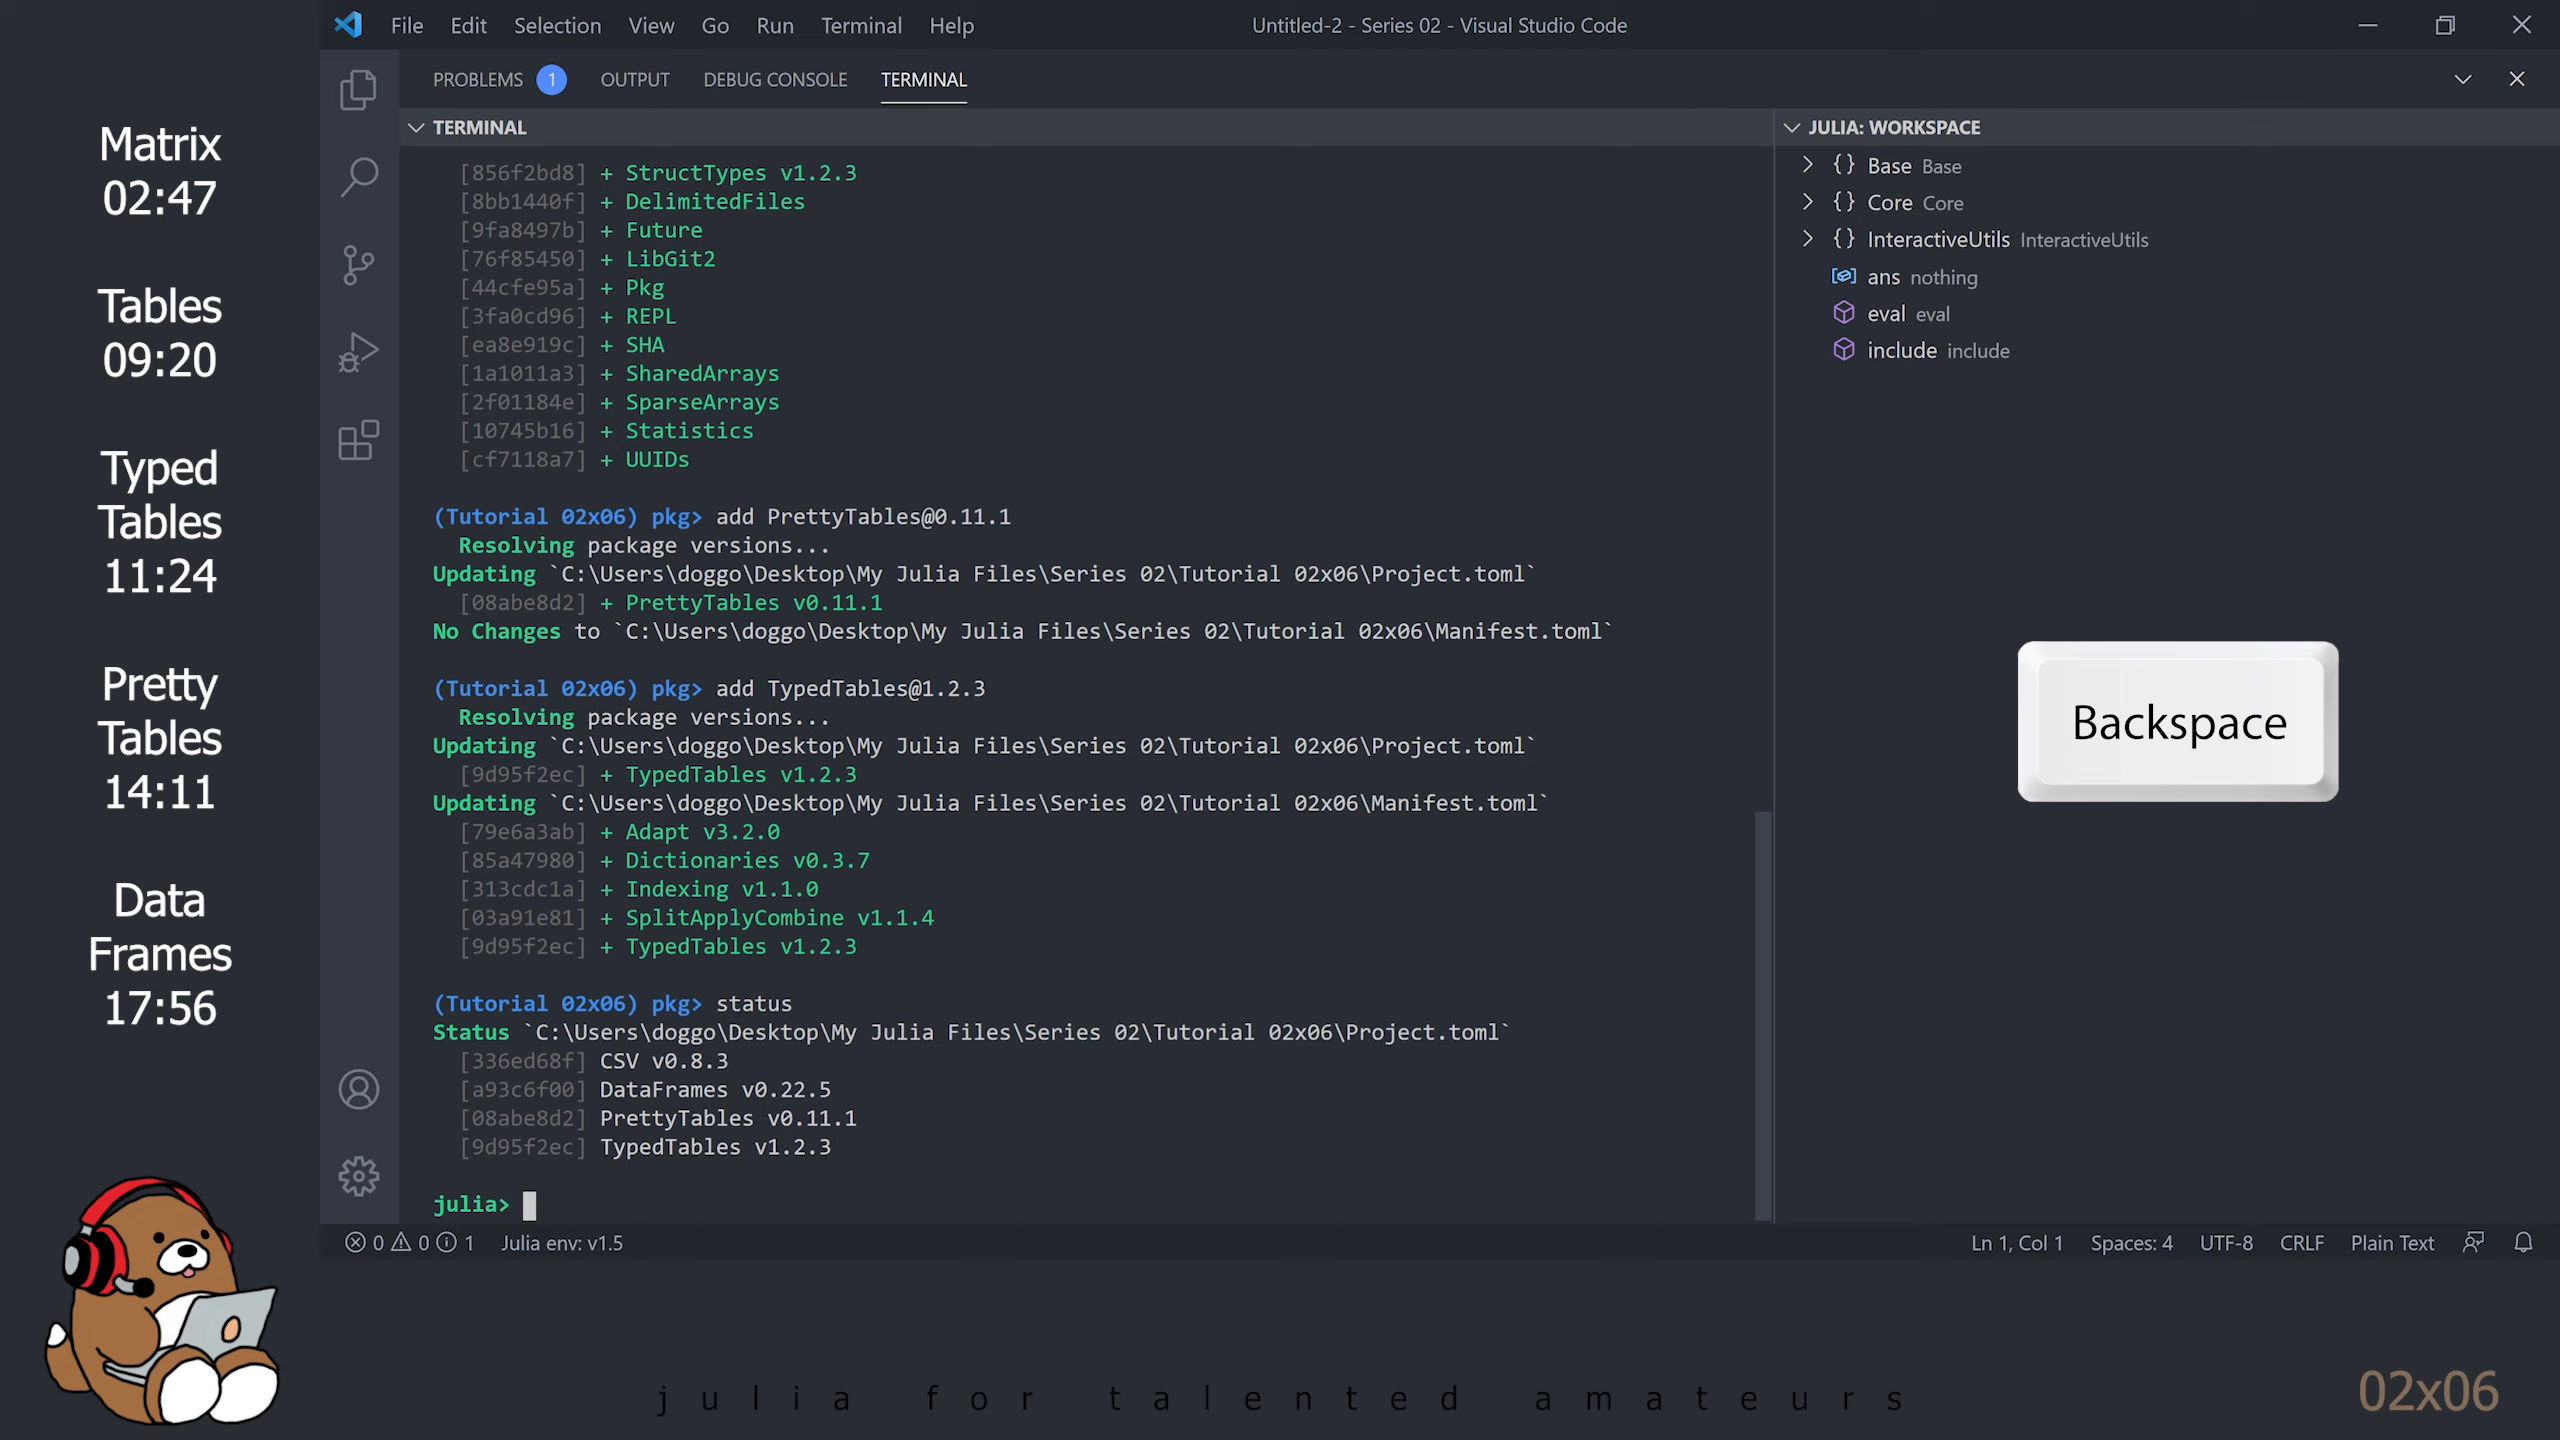 Matrix
02:47
Tables
09:20
Typed
Tables
11:24
Pretty
Tables
14:11
Data
Frames
17:56
File Edit Selection View Go Run Terminal Help
Untitled-2 - Series 02 - Visual Studio Code
PROBLEMS 1 OUTPUT DEBUG CONSOLE TERMINAL
TERMINAL
[856f2bd8] + StructTypes v1.2.3
[8bb1440f] + DelimitedFiles
[9fa8497b] + Future
[76f85450] + LibGit2
[44cfe95a] + Pkg
[3fa0cd96] + REPL
[ea8e919c] + SHA
[1a1011a3] + SharedArrays
[2f01184e] + SparseArrays
[10745b16] + Statistics
[cf7118a7] + UUIDs
(Tutorial 02x06) pkg> add PrettyTables@0.11.1
Resolving package versions...
Updating `C:\Users\doggo\Desktop\My Julia Files\Series 02\Tutorial 02x06\Project.toml`
[08abe8d2] + PrettyTables v0.11.1
No Changes to `C:\Users\doggo\Desktop\My Julia Files\Series 02\Tutorial 02x06\Manifest.toml`
(Tutorial 02x06) pkg> add TypedTables@1.2.3
Resolving package versions...
Updating `C:\Users\doggo\Desktop\My Julia Files\Series 02\Tutorial 02x06\Project.toml`
[9d95f2ec] + TypedTables v1.2.3
Updating `C:\Users\doggo\Desktop\My Julia Files\Series 02\Tutorial 02x06\Manifest.toml`
[79e6a3ab] + Adapt v3.2.0
[85a47980] + Dictionaries v0.3.7
[313cdc1a] + Indexing v1.1.0
[03a91e81] + SplitApplyCombine v1.1.4
[9d95f2ec] + TypedTables v1.2.3
(Tutorial 02x06) pkg> status
Status `C:\Users\doggo\Desktop\My Julia Files\Series 02\Tutorial 02x06\Project.toml`
[336ed68f] CSV v0.8.3
[a93c6f00] DataFrames v0.22.5
[08abe8d2] PrettyTables v0.11.1
[9d95f2ec] TypedTables v1.2.3
julia>
JULIA: WORKSPACE
{} Base Base
{} Core Core
{} InteractiveUtils InteractiveUtils
ans nothing
eval eval
include include
Backspace
0 0 1 Julia env: v1.5
Ln 1, Col 1 Spaces: 4 UTF-8 CRLF Plain Text
julia for talented amateurs
02x06